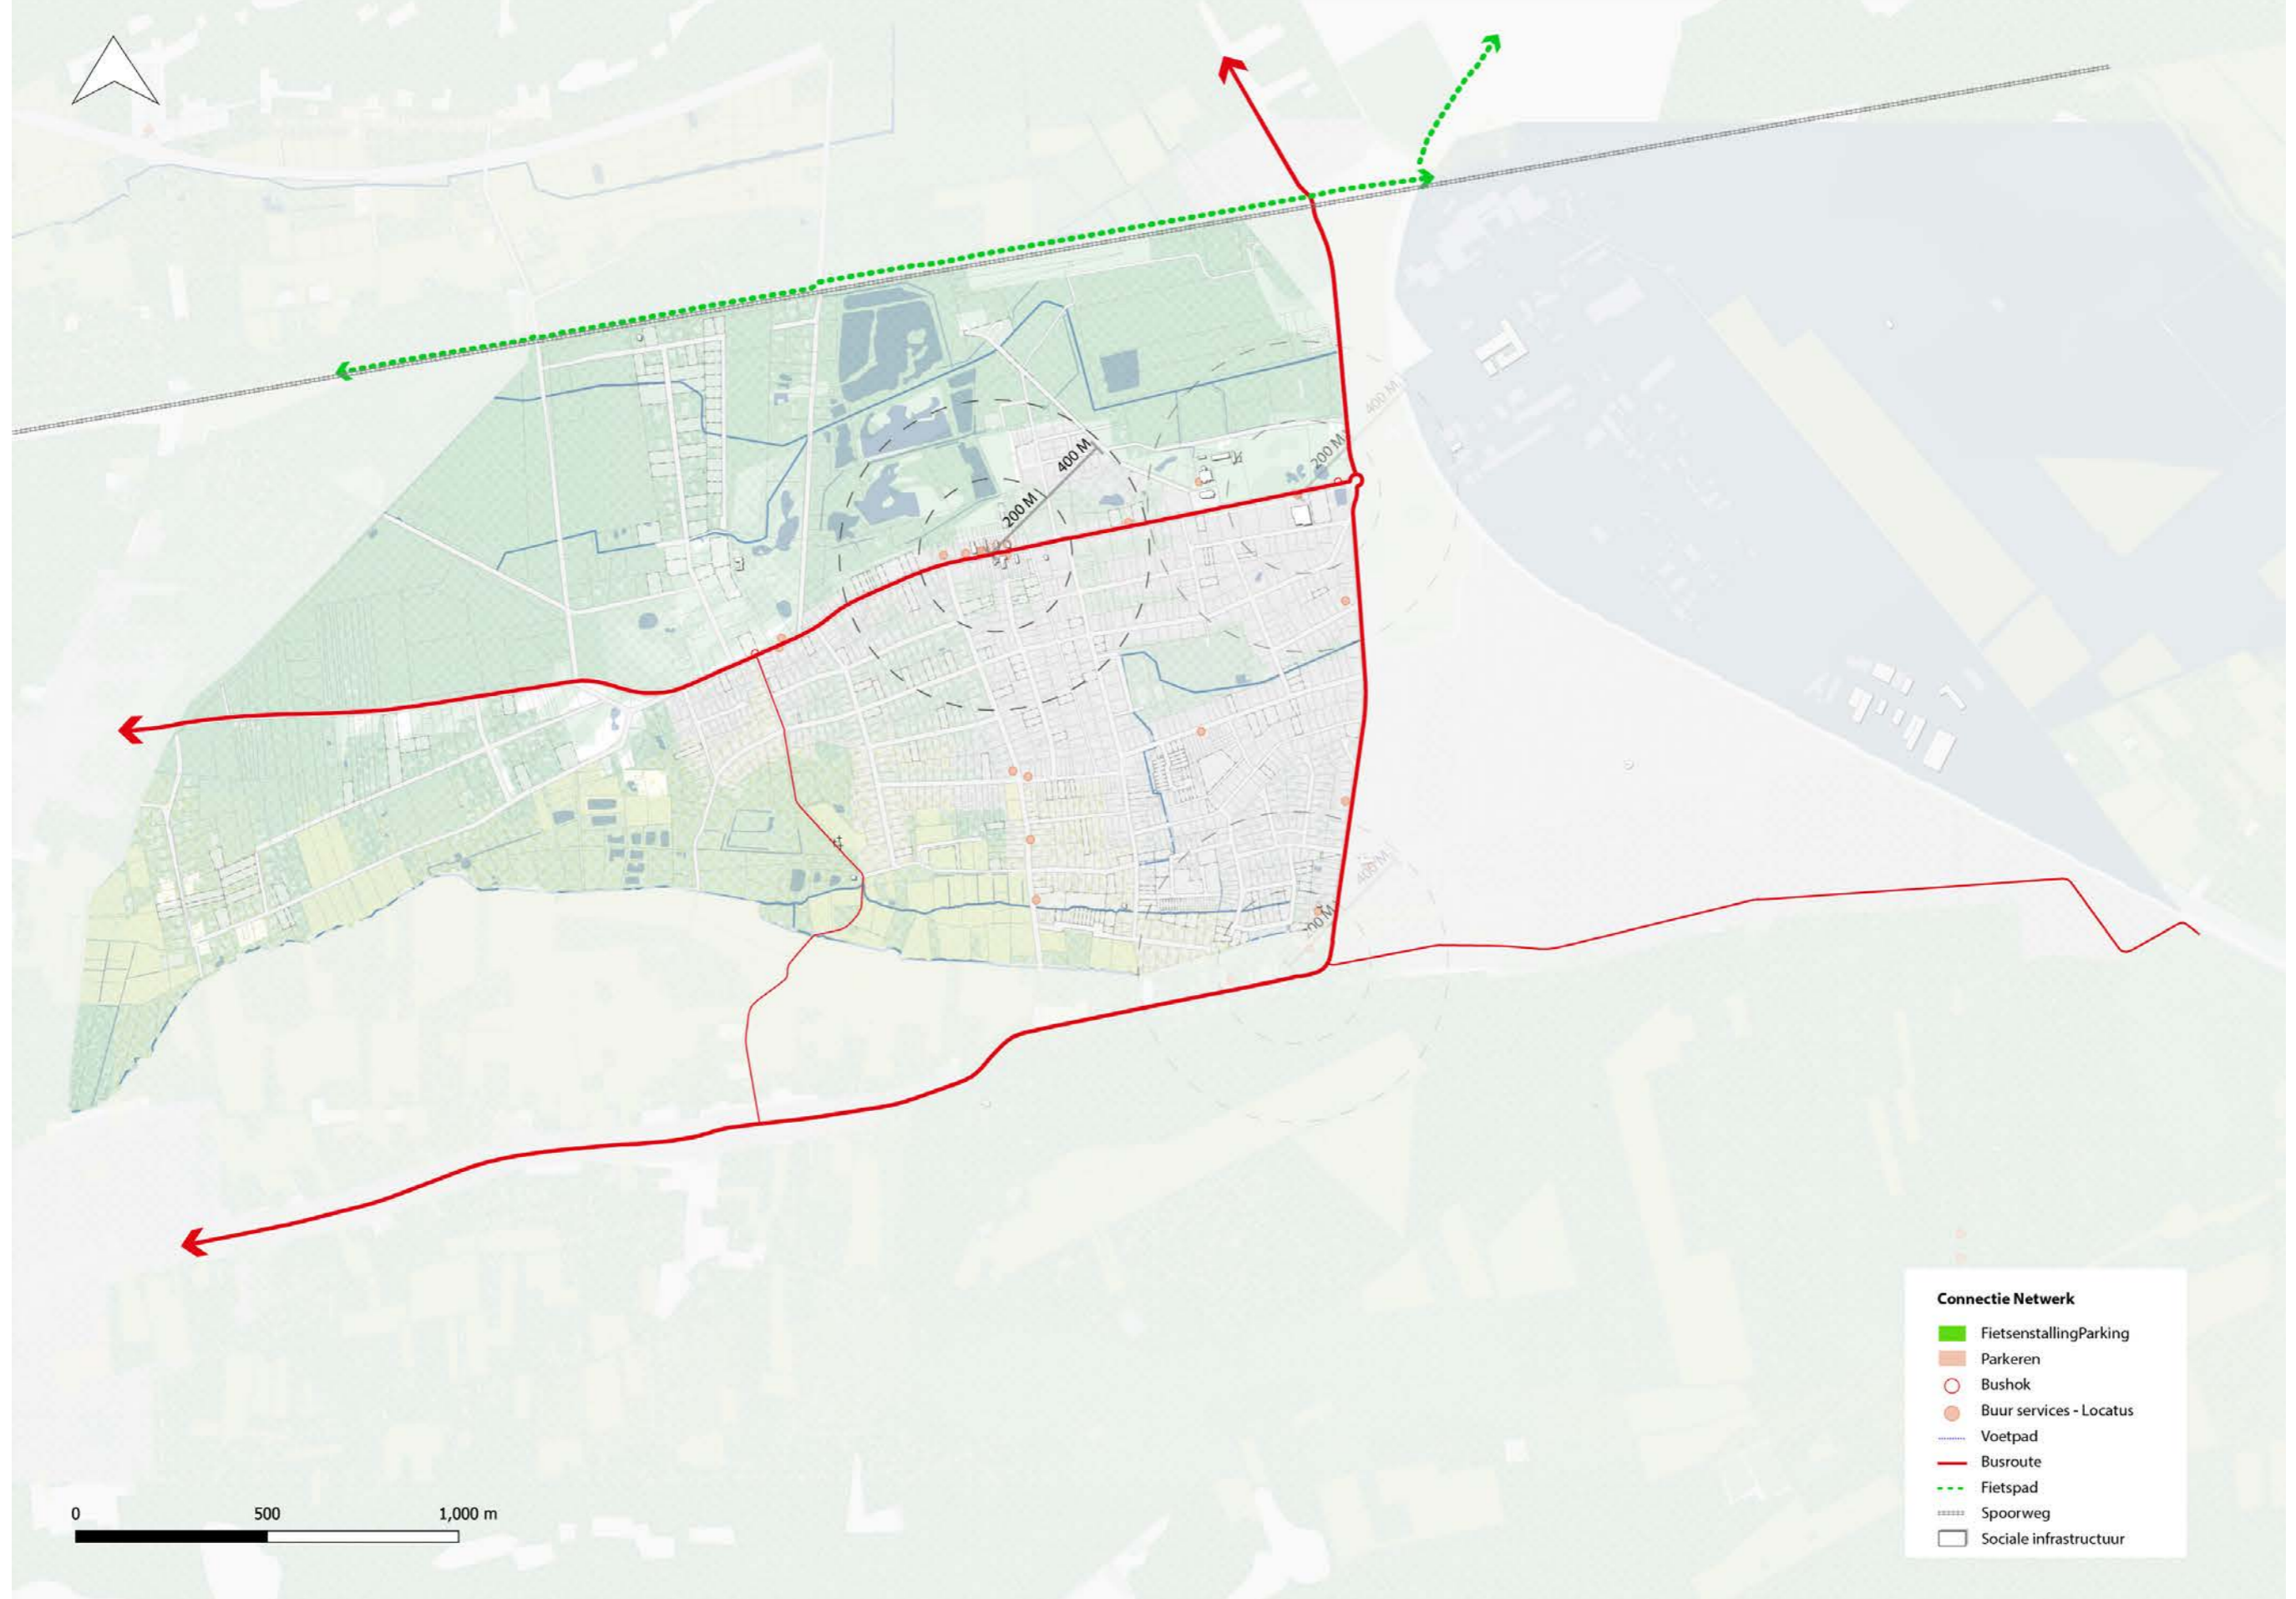 400 M
200 M
400 M
200 M
400 M
00 M
Connectie Netwerk
FietsenstallingParking
Parkeren
Bushok
Buur services - Locatus
Voetpad
Busroute
Fietspad
Spoorweg
Sociale infrastructuur
0 500 1,000 m